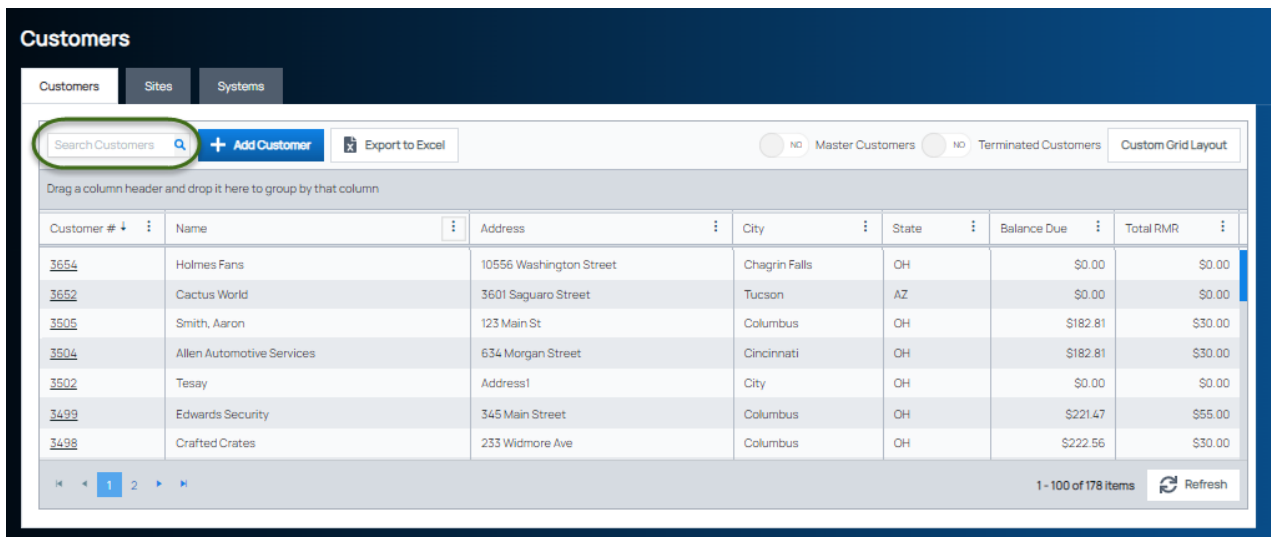 Customers
Customers Sites Systems
Search Customers + Add Customer Export to Excel NO Master Customers NO Terminated Customers Custom Grid Layout
Drag a column header and drop it here to group by that column
Customer # ↓ Name Address City State Balance Due Total RMR
3654 Holmes Fans 10556 Washington Street Chagrin Falls OH $0.00 $0.00
3652 Cactus World 3601 Saguaro Street Tucson AZ $0.00 $0.00
3505 Smith, Aaron 123 Main St Columbus OH $182.81 $30.00
3504 Allen Automotive Services 634 Morgan Street Cincinnati OH $182.81 $30.00
3502 Tesay Address1 City OH $0.00 $0.00
3499 Edwards Security 345 Main Street Columbus OH $221.47 $55.00
3498 Crafted Crates 233 Widmore Ave Columbus OH $222.56 $30.00
1 2 1 - 100 of 178 items Refresh